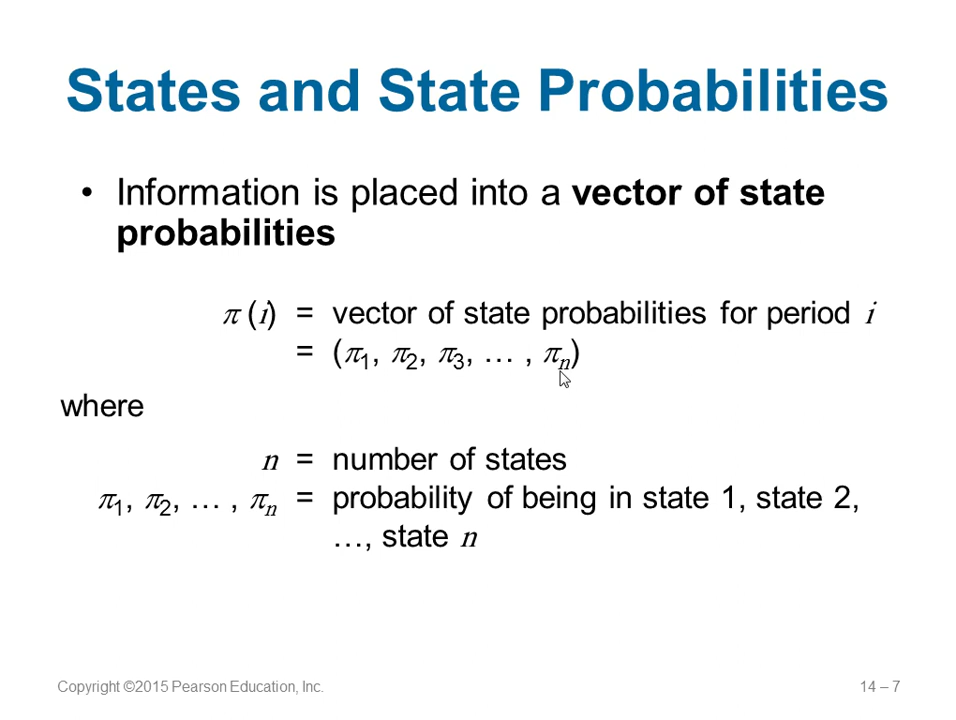 States and State Probabilities
• Information is placed into a vector of state
probabilities
π (i) = vector of state probabilities for period i
= (π₁, π₂, π₃, … , πₙ)
where
n = number of states
π₁, π₂, … , πₙ = probability of being in state 1, state 2,
…, state n
Copyright ©2015 Pearson Education, Inc. 14 – 7